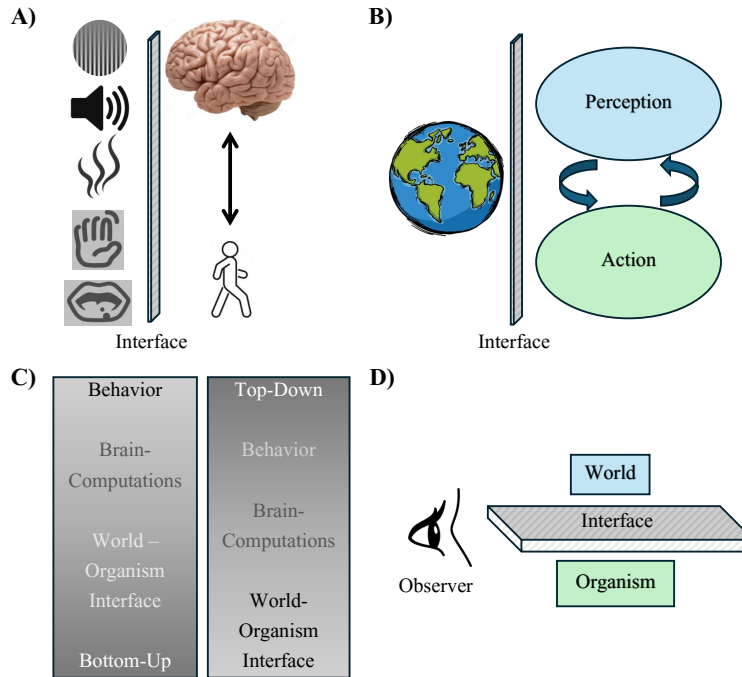 A)
Interface
B)
Perception
Action
Interface
C)
Behavior
Brain-
Computations
World –
Organism
Interface
Bottom-Up
Top-Down
Behavior
Brain-
Computations
World-
Organism
Interface
D)
World
Interface
Organism
Observer